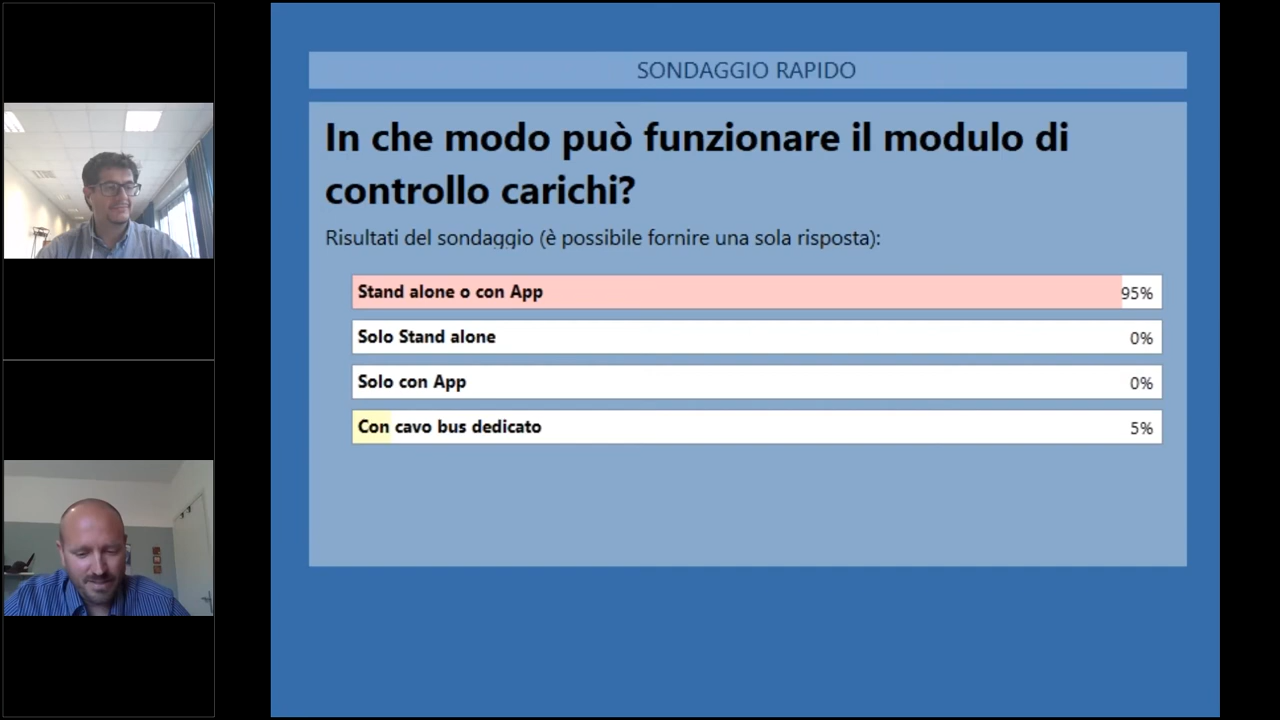 SONDAGGIO RAPIDO
In che modo può funzionare il modulo di
controllo carichi?
Risultati del sondaggio (è possibile fornire una sola risposta):
Stand alone o con App 95%
Solo Stand alone 0%
Solo con App 0%
Con cavo bus dedicato 5%